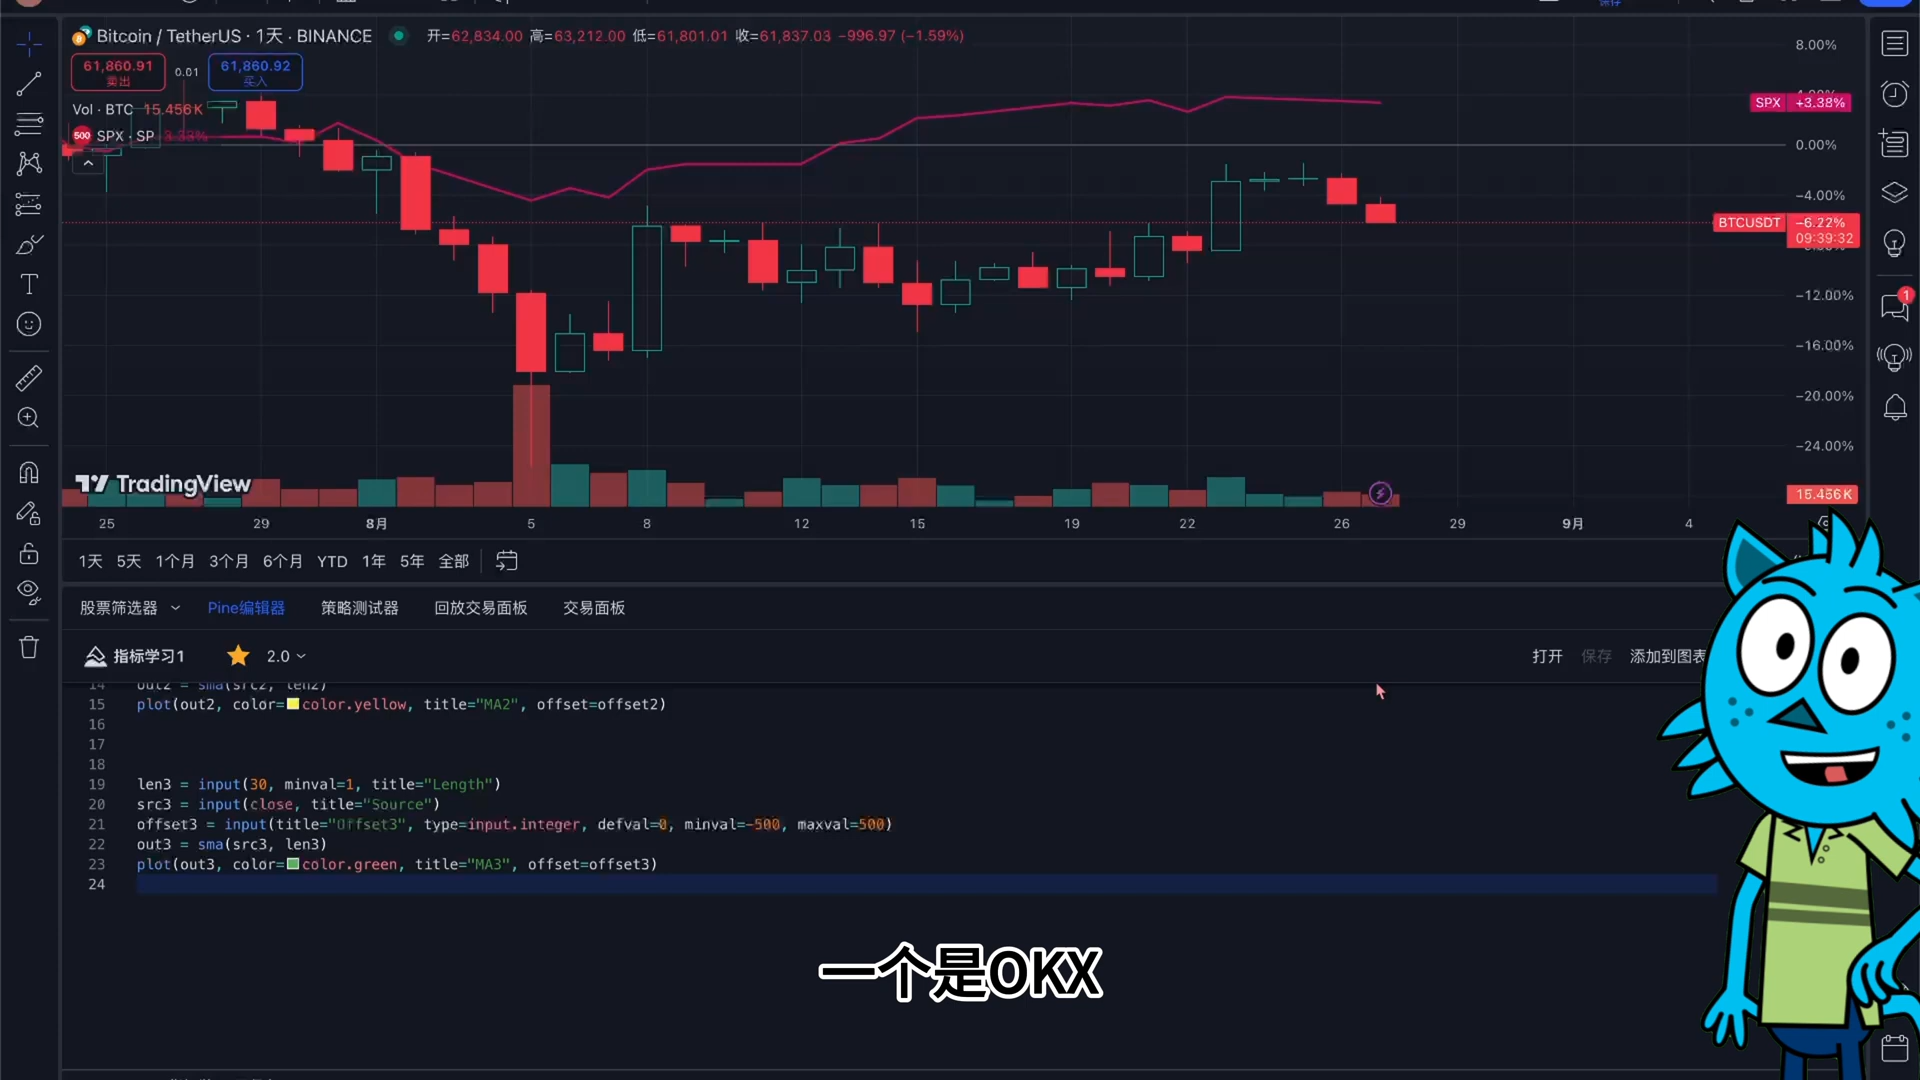 Bitcoin / TetherUS · 1天 · BINANCE
开=62,834.00 高=63,212.00 低=61,801.01 收=61,837.03 −996.97 (−1.59%)
61,860.91
卖出
0.01
61,860.92
买入
Vol · BTC 15.456K
500 SPX · SP 3.33%
8.00%
SPX +3.38%
0.00%
−4.00%
BTCUSDT −6.22%
09:39:32
−12.00%
−16.00%
−20.00%
−24.00%
15.456K
1
TradingView
25 29 8月 5 8 12 15 19 22 26 29 9月 4
1天 5天 1个月 3个月 6个月 YTD 1年 5年 全部
股票筛选器 Pine编辑器 策略测试器 回放交易面板 交易面板
指标学习1 2.0
打开 保存 添加到图表
14 out2 = sma(src2, len2)
15 plot(out2, color=color.yellow, title="MA2", offset=offset2)
16
17
18
19 len3 = input(30, minval=1, title="Length")
20 src3 = input(close, title="Source")
21 offset3 = input(title="Offset3", type=input.integer, defval=0, minval=-500, maxval=500)
22 out3 = sma(src3, len3)
23 plot(out3, color=color.green, title="MA3", offset=offset3)
24
一个是OKX